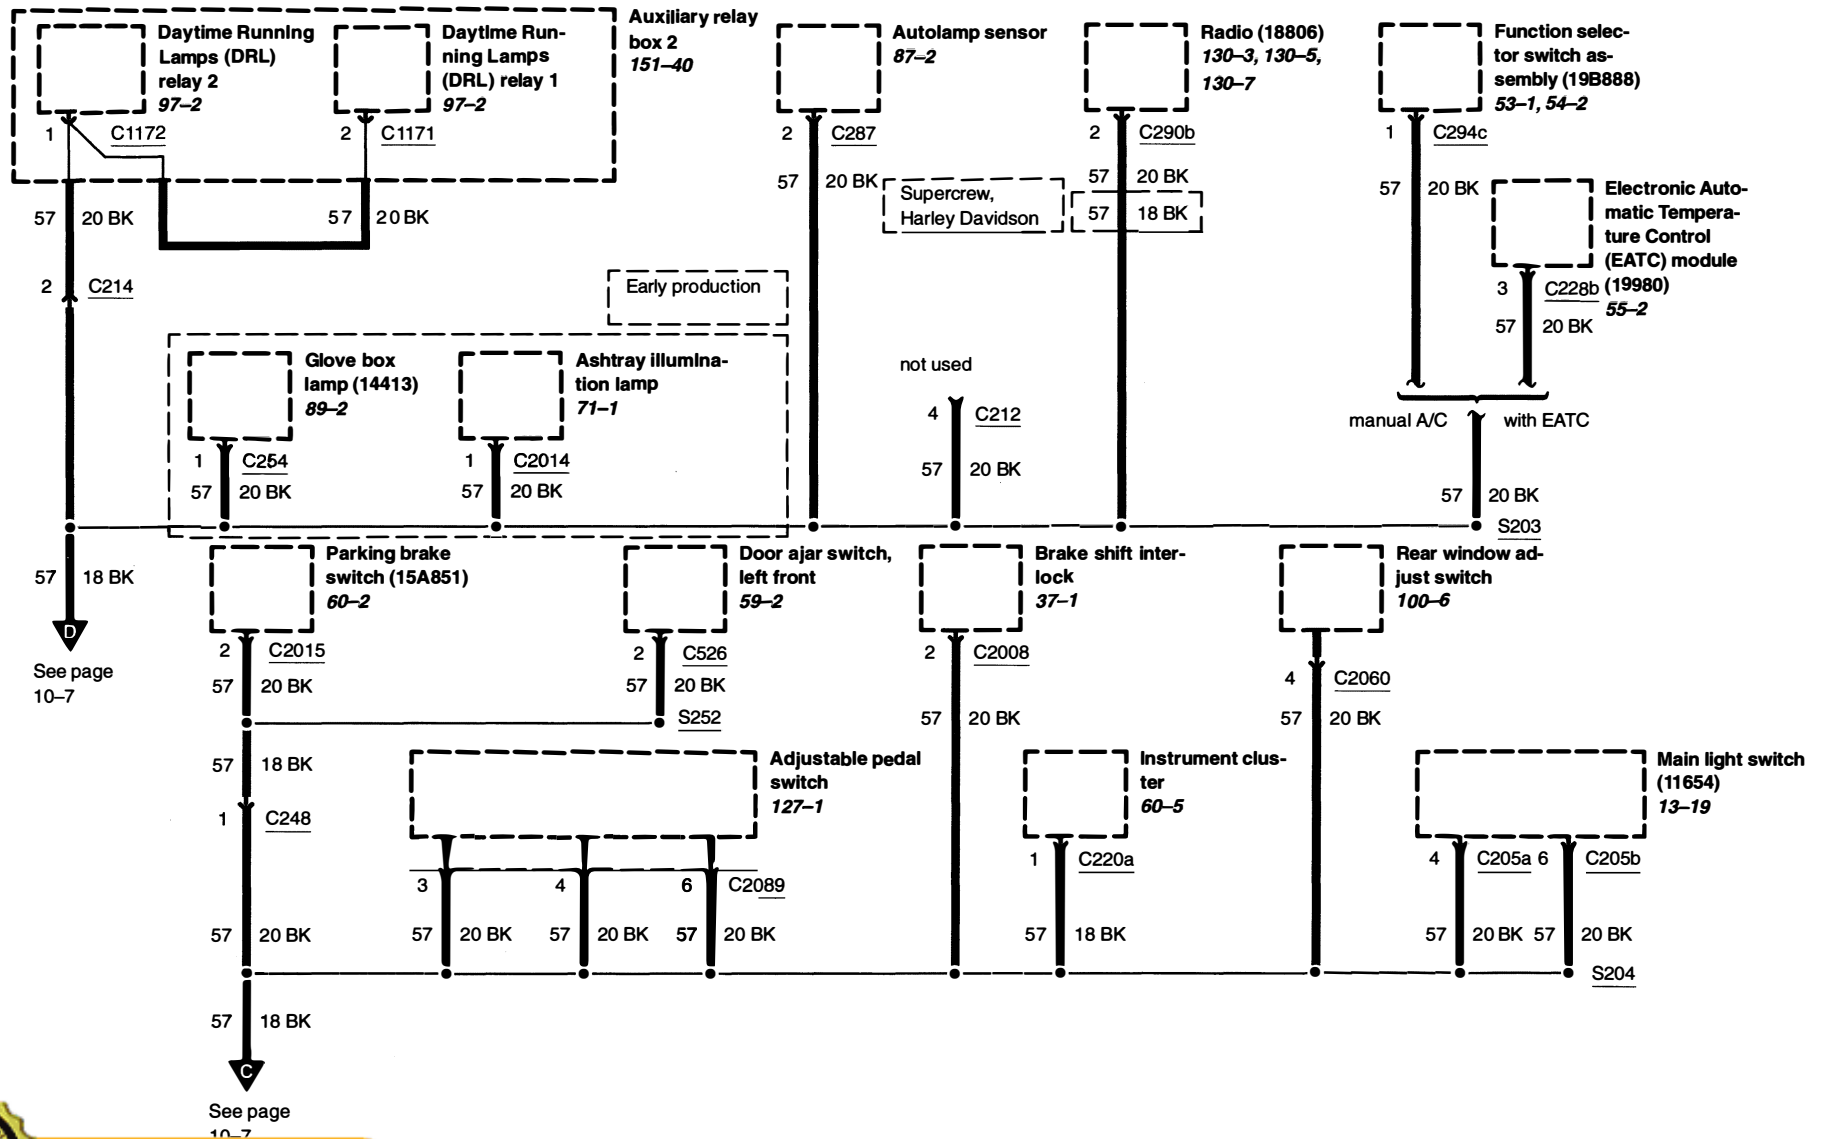 Daytime Running
Lamps (DRL)
relay 2
97–2
Daytime Run-
ning Lamps
(DRL) relay 1
97–2
Auxiliary relay
box 2
151–40
Autolamp sensor
87–2
Radio (18806)
130–3, 130–5,
130–7
Function selec-
tor switch as-
sembly (19B888)
53–1, 54–2
1 C1172
2 C1171
2 C287
2 C290b
1 C294c
57 20 BK
57 20 BK
57 20 BK
Supercrew,
Harley Davidson
57 20 BK
57 18 BK
57 20 BK
Electronic Auto-
matic Tempera-
ture Control
(EATC) module
(19980)
55–2
2 C214
Early production
3 C228b
57 20 BK
Glove box
lamp (14413)
89–2
Ashtray illumina-
tion lamp
71–1
not used
4 C212
manual A/C with EATC
1 C254
57 20 BK
1 C2014
57 20 BK
57 20 BK
57 20 BK
S203
57 18 BK
D
See page
10–7
Parking brake
switch (15A851)
60–2
Door ajar switch,
left front
59–2
Brake shift inter-
lock
37–1
Rear window ad-
just switch
100–6
2 C2015
57 20 BK
2 C526
57 20 BK
S252
2 C2008
57 20 BK
4 C2060
57 20 BK
57 18 BK
1 C248
Adjustable pedal
switch
127–1
Instrument clus-
ter
60–5
Main light switch
(11654)
13–19
3 4 6 C2089
1 C220a
4 C205a 6 C205b
57 20 BK
57 20 BK 57 20 BK 57 20 BK
57 18 BK
57 20 BK 57 20 BK
S204
57 18 BK
C
See page
10–7